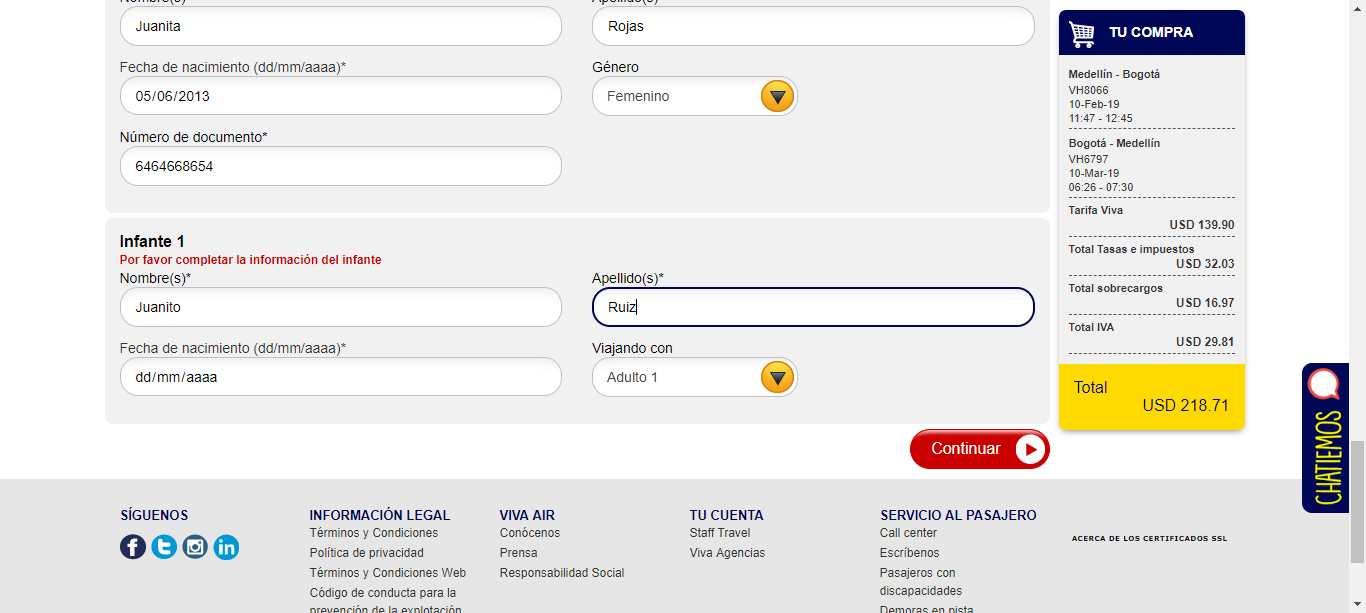 Nombre(s)*
Apellido(s)*
Juanita
Rojas
Fecha de nacimiento (dd/mm/aaaa)*
Género
05/06/2013
Femenino
Número de documento*
6464668654
Infante 1
Por favor completar la información del infante
Nombre(s)*
Apellido(s)*
Juanito
Ruiz
Fecha de nacimiento (dd/mm/aaaa)*
Viajando con
dd/mm/aaaa
Adulto 1
Continuar
TU COMPRA
Medellín - Bogotá
VH8066
10-Feb-19
11:47 - 12:45
Bogotá - Medellín
VH6797
10-Mar-19
06:26 - 07:30
Tarifa Viva
USD 139.90
Total Tasas e impuestos
USD 32.03
Total sobrecargos
USD 16.97
Total IVA
USD 29.81
Total
USD 218.71
CHATIEMOS
SÍGUENOS
INFORMACIÓN LEGAL
Términos y Condiciones
Política de privacidad
Términos y Condiciones Web
Código de conducta para la
prevención de la explotación
VIVA AIR
Conócenos
Prensa
Responsabilidad Social
TU CUENTA
Staff Travel
Viva Agencias
SERVICIO AL PASAJERO
Call center
Escríbenos
Pasajeros con
discapacidades
Demoras en pista
ACERCA DE LOS CERTIFICADOS SSL